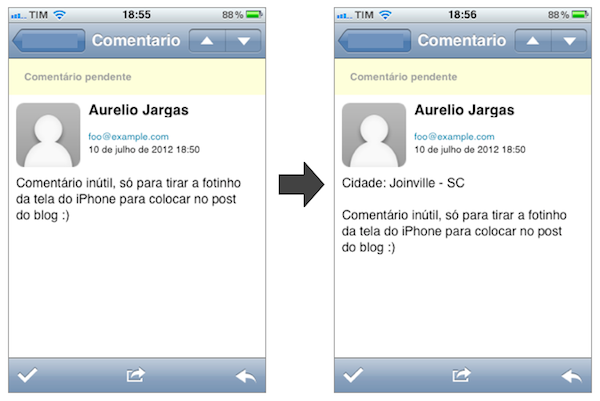 TIM 18:55 88%
Comentario
Comentário pendente
Aurelio Jargas
foo@example.com
10 de julho de 2012 18:50
Comentário inútil, só para tirar a fotinho
da tela do iPhone para colocar no post
do blog :)
TIM 18:56 88%
Comentario
Comentário pendente
Aurelio Jargas
foo@example.com
10 de julho de 2012 18:50
Cidade: Joinville - SC
Comentário inútil, só para tirar a fotinho
da tela do iPhone para colocar no post
do blog :)